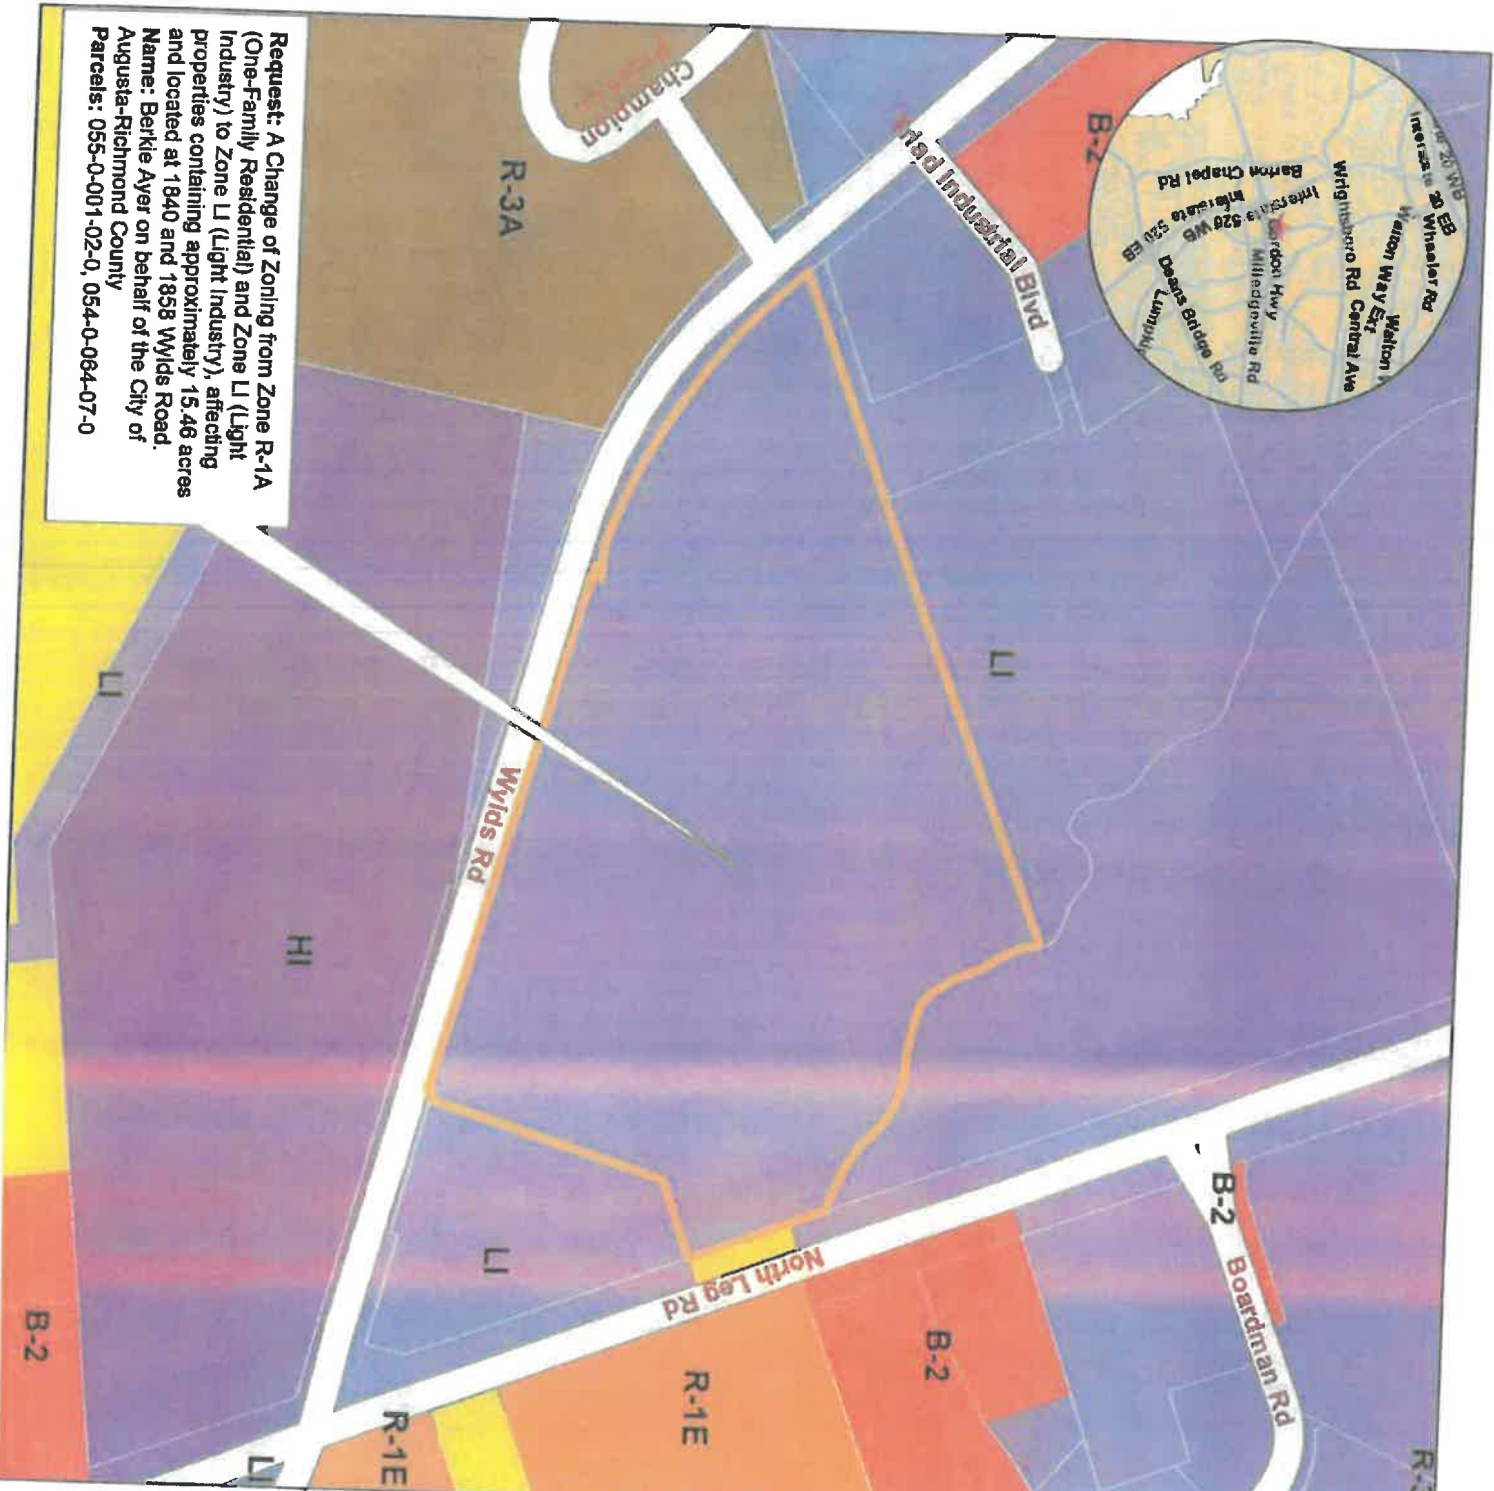 Request: A Change of Zoning from Zone R-1A
(One-Family Residential) and Zone LI (Light
Industry) to Zone LI (Light Industry), affecting
properties containing approximately 15.46 acres
and located at 1840 and 1858 Wylds Road.
Name: Berkie Ayer on behalf of the City of
Augusta-Richmond County
Parcels: 055-0-001-02-0, 054-0-064-07-0
Interstate 20 EB
Wheeler Rd
Walton Way Ext
Walton
Wrightsboro Rd
Central Ave
Barton Chapel Rd
Gordon Hwy
Milledgeville Rd
Interstate 520 WB
Interstate 520 EB
Deans Bridge Rd
B-2
Industrial Blvd
Champion
R-3A
LI
Wylds Rd
LI
HI
LI
North Leg Rd
B-2
Boardman Rd
B-2
R-1E
R-1E
LI
B-2